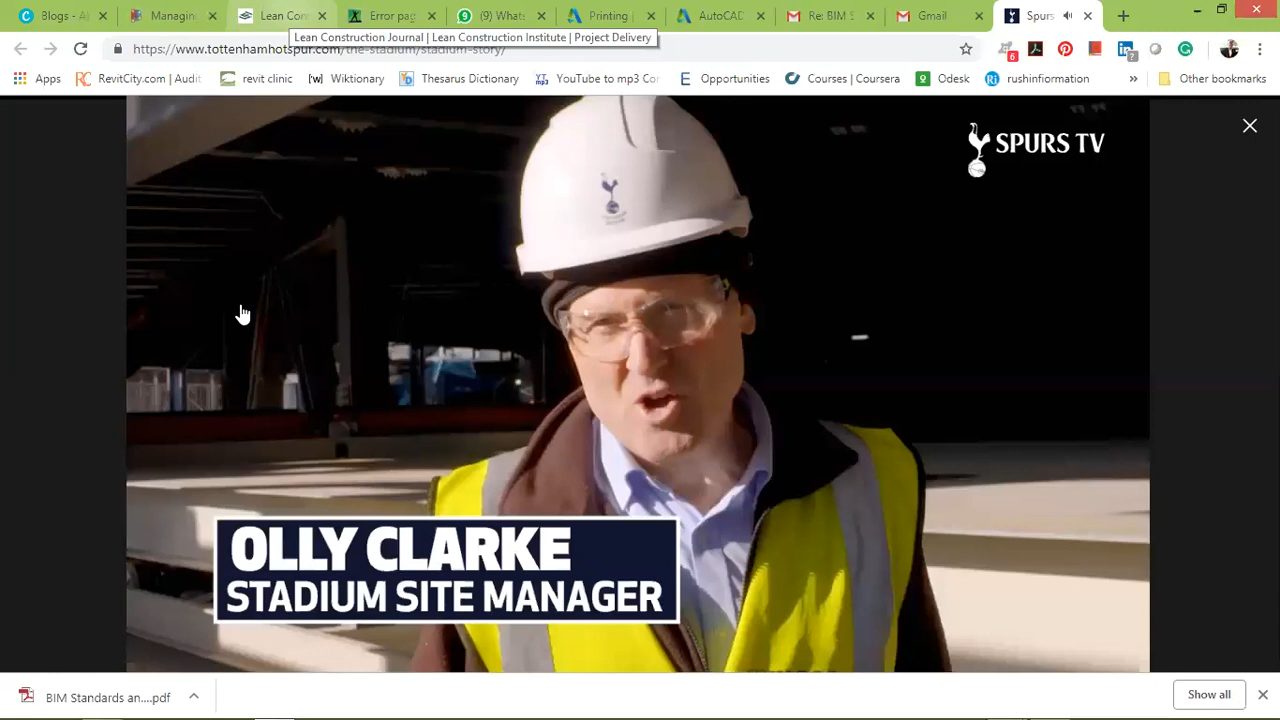 Blogs - Al
Managin
Lean Con
Error pag
(9) What
Printing
AutoCAD
Re: BIM S
Gmail
Spurs
Lean Construction Journal | Lean Construction Institute | Project Delivery
https://www.tottenhamhotspur.com/the-stadium/stadium-story/
6
?
Apps
RevitCity.com | Audit
revit clinic
[w] Wiktionary
Thesarus Dictionary
YouTube to mp3 Con
E Opportunities
Courses | Coursera
Odesk
Ri rushinformation
»
Other bookmarks
SPURS TV
OLLY CLARKE
STADIUM SITE MANAGER
BIM Standards an....pdf
Show all